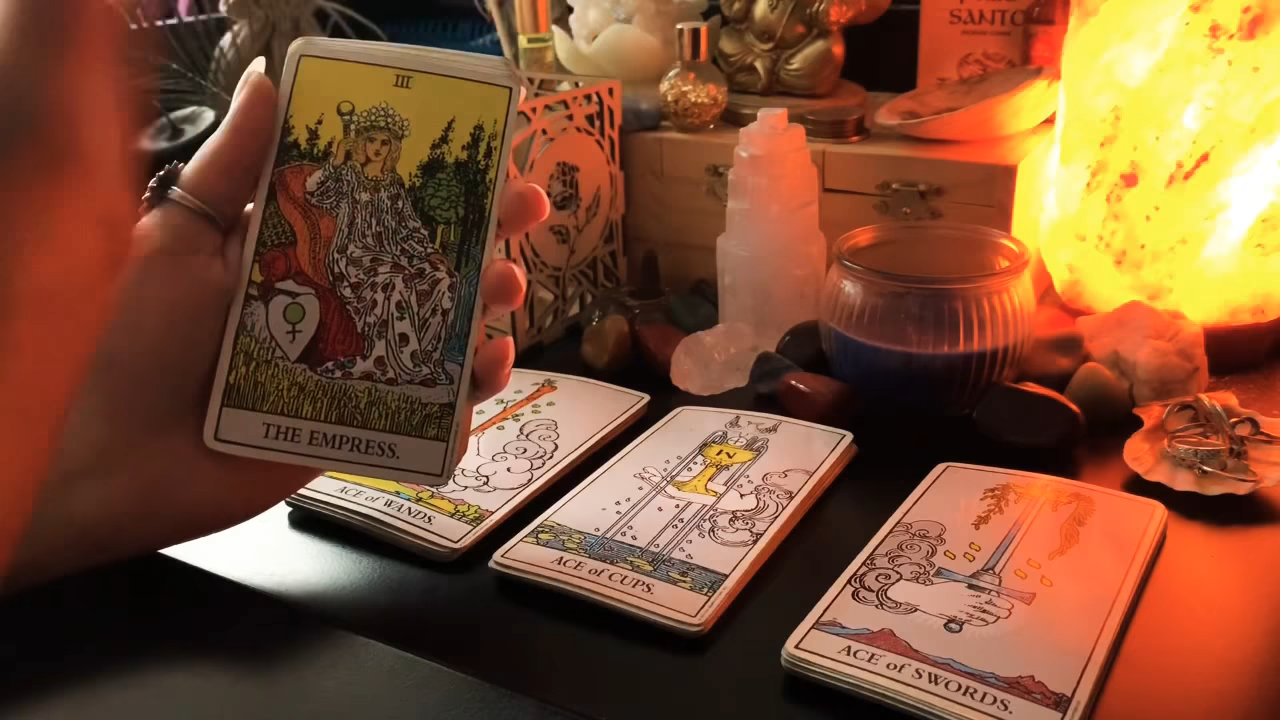 SANTO
III
THE EMPRESS.
ACE of WANDS.
ACE of CUPS.
ACE of SWORDS.